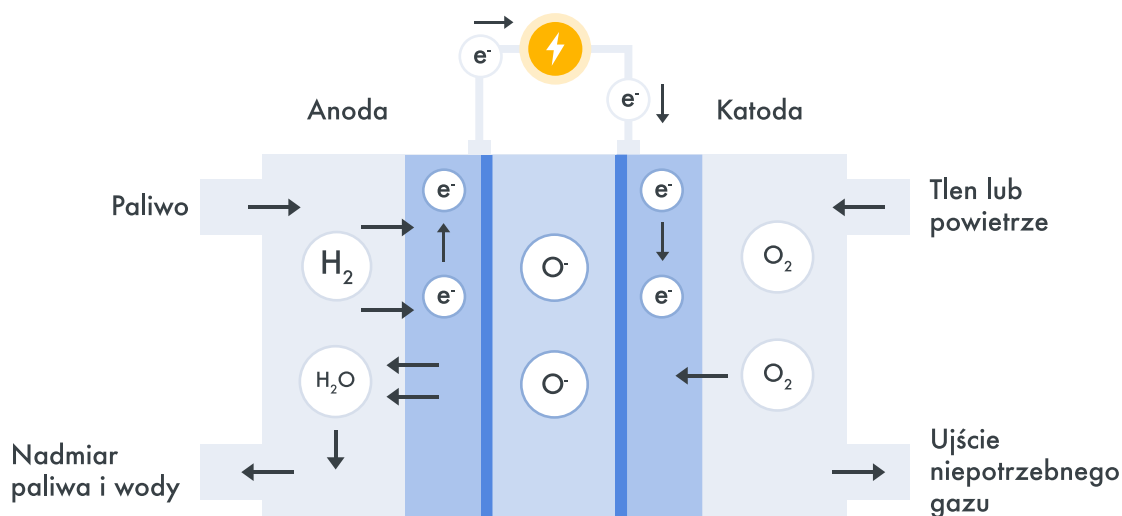 e⁻
e⁻
Anoda
Katoda
Paliwo
e⁻
e⁻
Tlen lub
powietrze
H₂
O⁻
O₂
e⁻
e⁻
H₂O
O⁻
O₂
Nadmiar
paliwa i wody
Ujście
niepotrzebnego
gazu